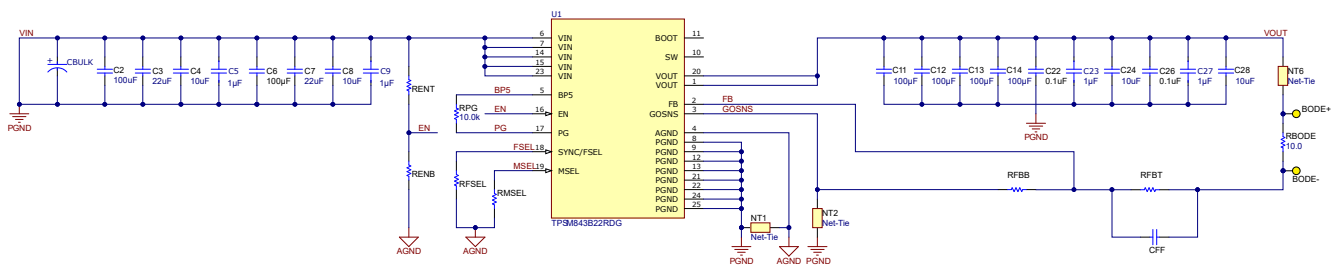 U1
VIN
VOUT
+
CBULK
C2
100uF
C3
22uF
C4
10uF
C5
1µF
C6
100µF
C7
22uF
C8
10uF
C9
1µF
RENT
EN
RENB
AGND
PGND
BP5
RPG
10.0k
EN
PG
FSEL
MSEL
RFSEL
RMSEL
AGND
6
7
14
15
23
5
16
17
18
19
VIN
VIN
VIN
VIN
VIN
BP5
EN
PG
SYNC/FSEL
MSEL
BOOT
SW
VOUT
VOUT
FB
GOSNS
AGND
PGND
PGND
PGND
PGND
PGND
PGND
PGND
PGND
11
10
20
1
2
3
4
8
9
12
13
21
22
24
25
TPSM843B22RDG
FB
GOSNS
NT1
Net-Tie
PGND
AGND
NT2
Net-Tie
PGND
C11
100µF
C12
100µF
C13
100µF
C14
100µF
C22
0.1uF
C23
1µF
C24
10uF
C26
0.1uF
C27
1µF
C28
10uF
PGND
NT6
Net-Tie
BODE+
RBODE
10.0
BODE-
RFBB
RFBT
CFF